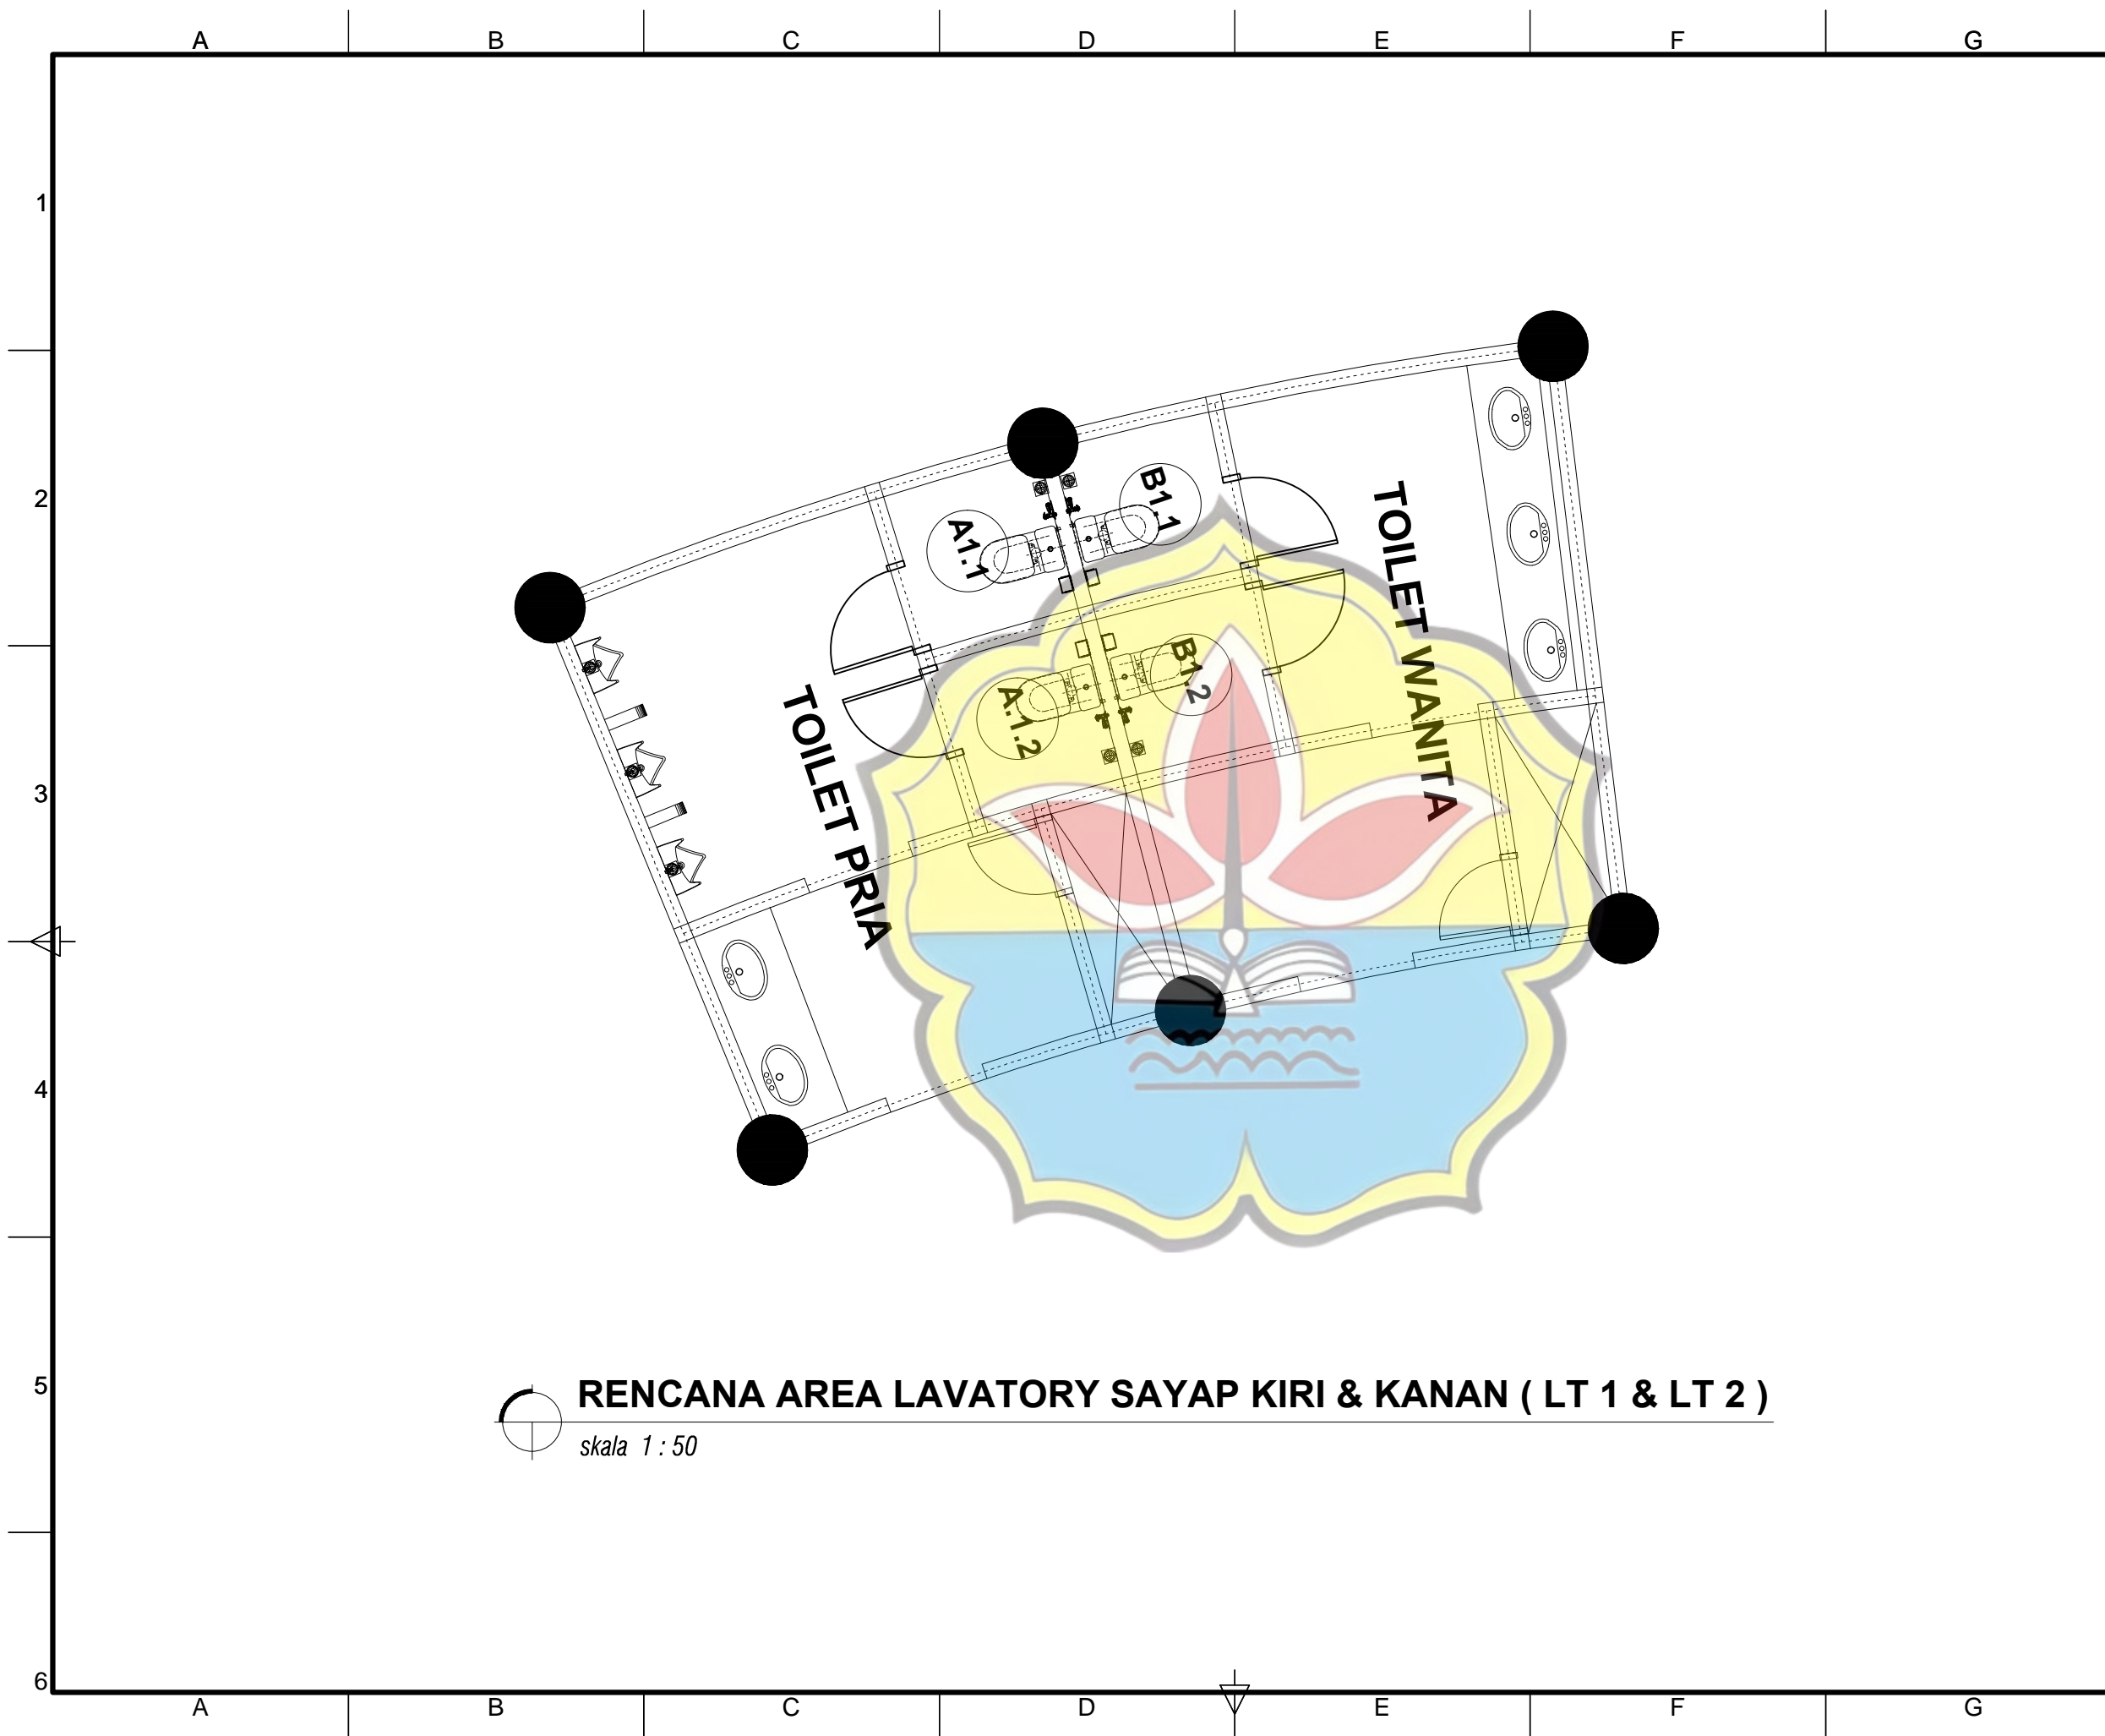 A B C D E F G
1
2
3
4
5
6
B1.1
A1.1
B1.2
A.1.2
TOILET WANITA
TOILET PRIA
RENCANA AREA LAVATORY SAYAP KIRI & KANAN ( LT 1 & LT 2 )
skala 1 : 50
A B C D E F G